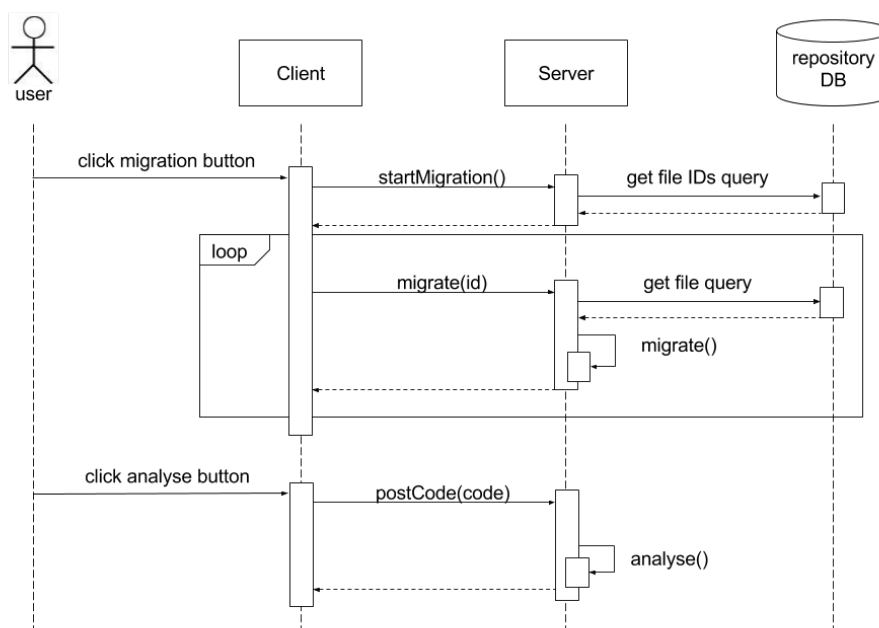 user
Client
Server
repository
DB
click migration button
startMigration()
get file IDs query
loop
migrate(id)
get file query
migrate()
click analyse button
postCode(code)
analyse()